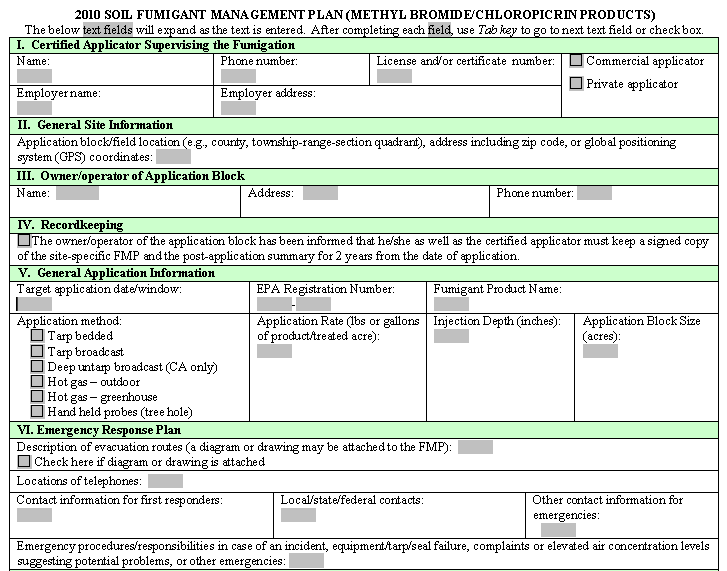 2010 SOIL FUMIGANT MANAGEMENT PLAN (METHYL BROMIDE/CHLOROPICRIN PRODUCTS)
The below text fields will expand as the text is entered. After completing each field, use Tab key to go to next text field or check box.
I. Certified Applicator Supervising the Fumigation
Name:
Phone number:
License and/or certificate number:
Commercial applicator
Private applicator
Employer name:
Employer address:
II. General Site Information
Application block/field location (e.g., county, township-range-section quadrant), address including zip code, or global positioning
system (GPS) coordinates:
III. Owner/operator of Application Block
Name:
Address:
Phone number:
IV. Recordkeeping
The owner/operator of the application block has been informed that he/she as well as the certified applicator must keep a signed copy
of the site-specific FMP and the post-application summary for 2 years from the date of application.
V. General Application Information
Target application date/window:
EPA Registration Number:
-
Fumigant Product Name:
Application method:
Tarp bedded
Tarp broadcast
Deep untarp broadcast (CA only)
Hot gas – outdoor
Hot gas – greenhouse
Hand held probes (tree hole)
Application Rate (lbs or gallons
of product/treated acre):
Injection Depth (inches):
Application Block Size
(acres):
VI. Emergency Response Plan
Description of evacuation routes (a diagram or drawing may be attached to the FMP):
Check here if diagram or drawing is attached
Locations of telephones:
Contact information for first responders:
Local/state/federal contacts:
Other contact information for
emergencies:
Emergency procedures/responsibilities in case of an incident, equipment/tarp/seal failure, complaints or elevated air concentration levels
suggesting potential problems, or other emergencies: